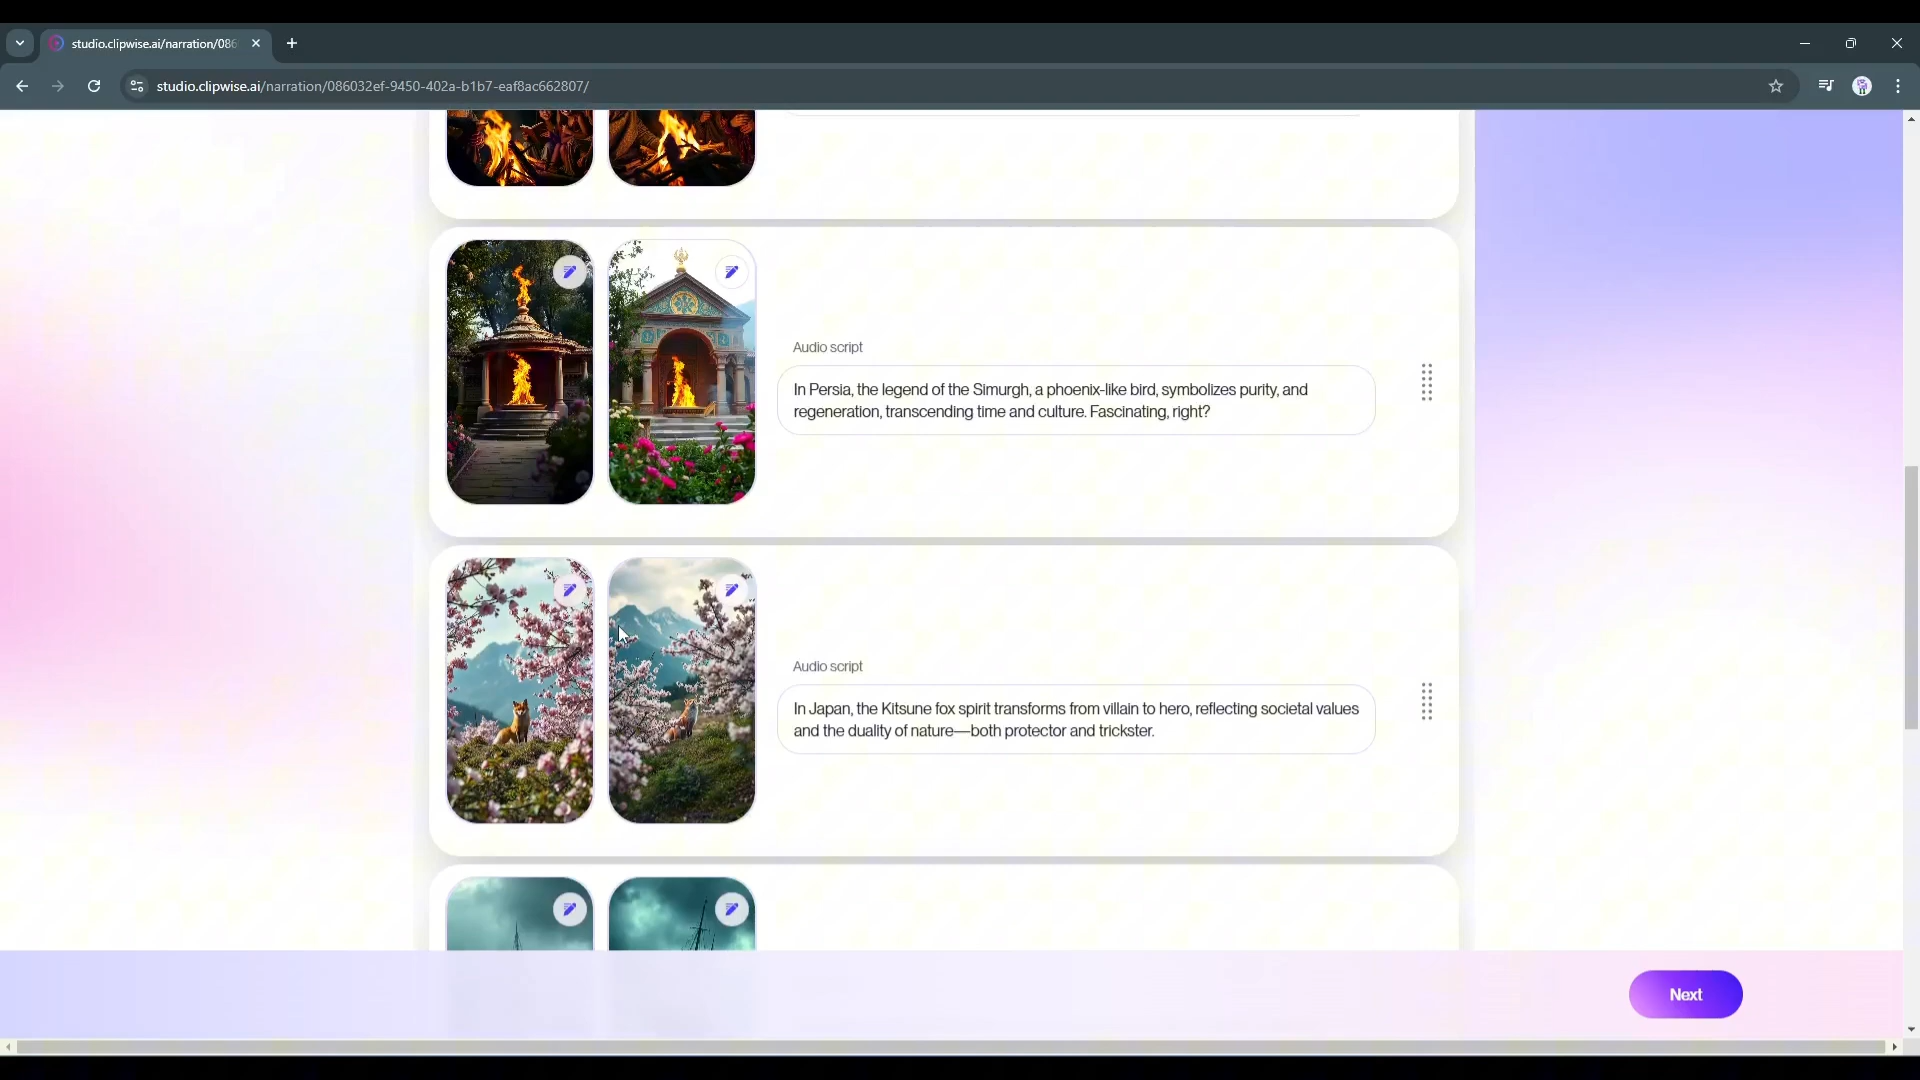 studio.clipwise.ai/narration/086
studio.clipwise.ai/narration/086032ef-9450-402a-b1b7-eaf8ac662807/
Audio script
In Persia, the legend of the Simurgh, a phoenix-like bird, symbolizes purity, and
regeneration, transcending time and culture. Fascinating, right?
Audio script
In Japan, the Kitsune fox spirit transforms from villain to hero, reflecting societal values
and the duality of nature—both protector and trickster.
Next